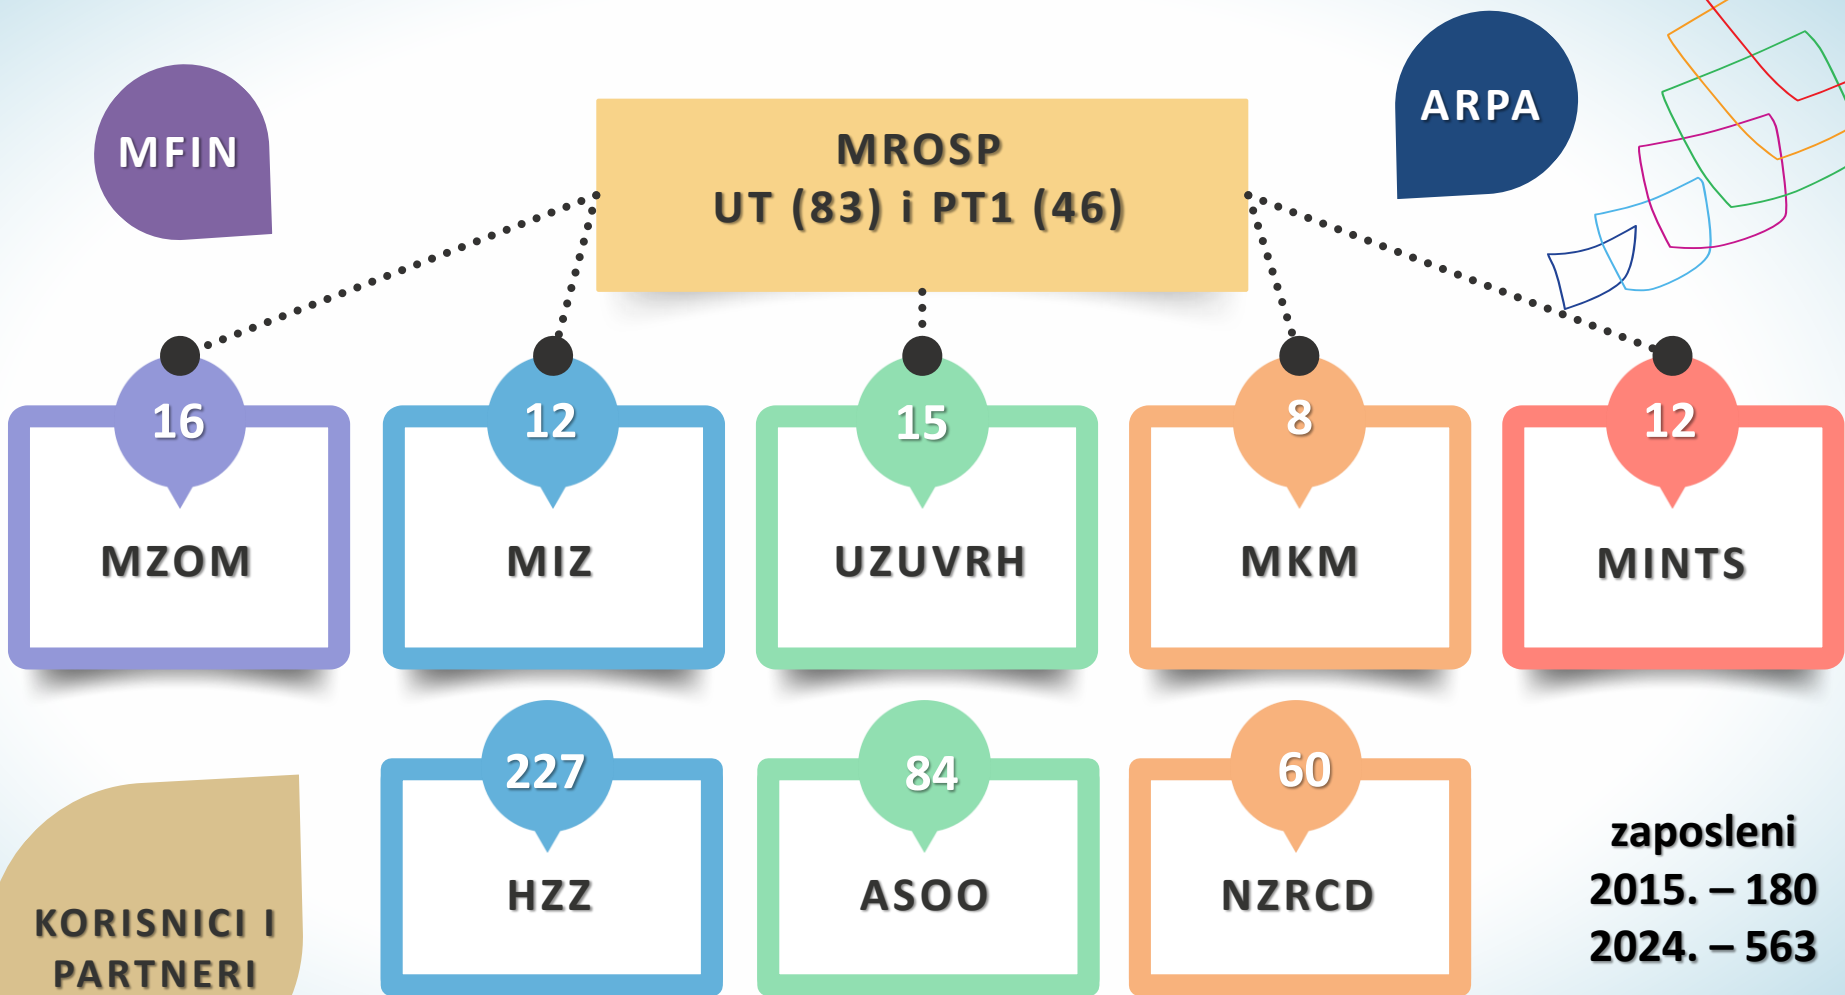 MFIN
MROSP
UT (83) i PT1 (46)
ARPA
16
MZOM
12
MIZ
15
UZUVRH
8
MKM
12
MINTS
227
HZZ
84
ASOO
60
NZRCD
KORISNICI I
PARTNERI
zaposleni
2015. – 180
2024. – 563